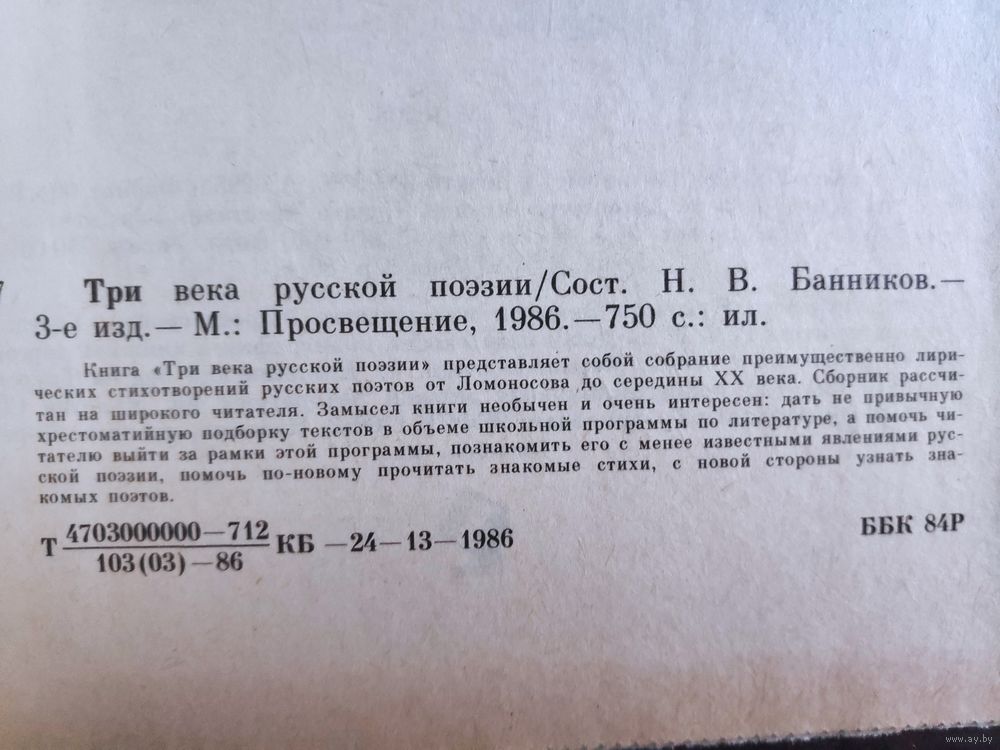 7
Три века русской поэзии/Сост. Н. В. Банников.—
3-е изд.— М.: Просвещение, 1986.—750 с.: ил.
Книга «Три века русской поэзии» представляет собой собрание преимущественно лири-
ческих стихотворений русских поэтов от Ломоносова до середины XX века. Сборник рассчи-
тан на широкого читателя. Замысел книги необычен и очень интересен: дать не привычную
хрестоматийную подборку текстов в объеме школьной программы по литературе, а помочь чи-
тателю выйти за рамки этой программы, познакомить его с менее известными явлениями рус-
ской поэзии, помочь по-новому прочитать знакомые стихи, с новой стороны узнать зна-
комых поэтов.
Т 4703000000—712 КБ —24—13—1986
103(03)—86
ББК 84Р
www.ay.by